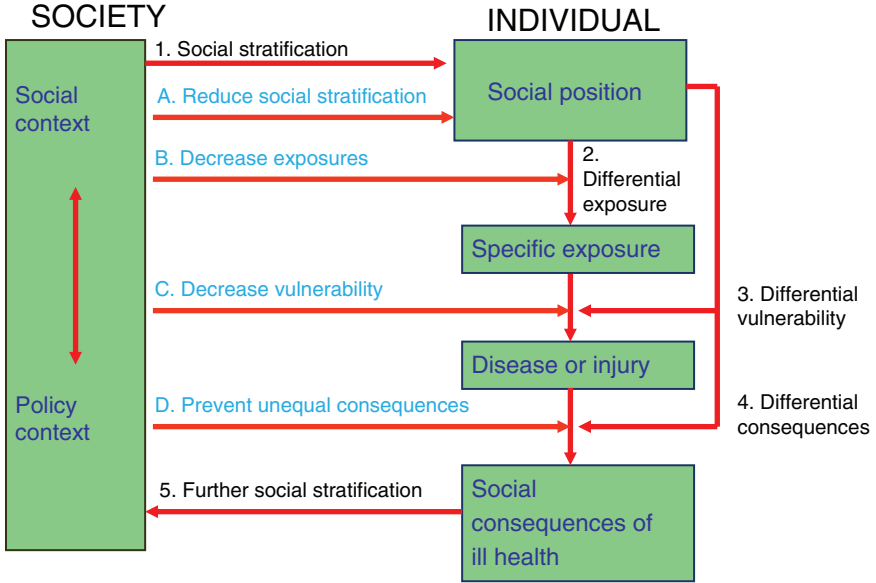 SOCIETY
INDIVIDUAL
1. Social stratification
Social
context
Social position
A. Reduce social stratification
B. Decrease exposures
2.
Differential
exposure
Specific exposure
C. Decrease vulnerability
3. Differential
vulnerability
Disease or injury
Policy
context
D. Prevent unequal consequences
4. Differential
consequences
5. Further social stratification
Social
consequences of
ill health